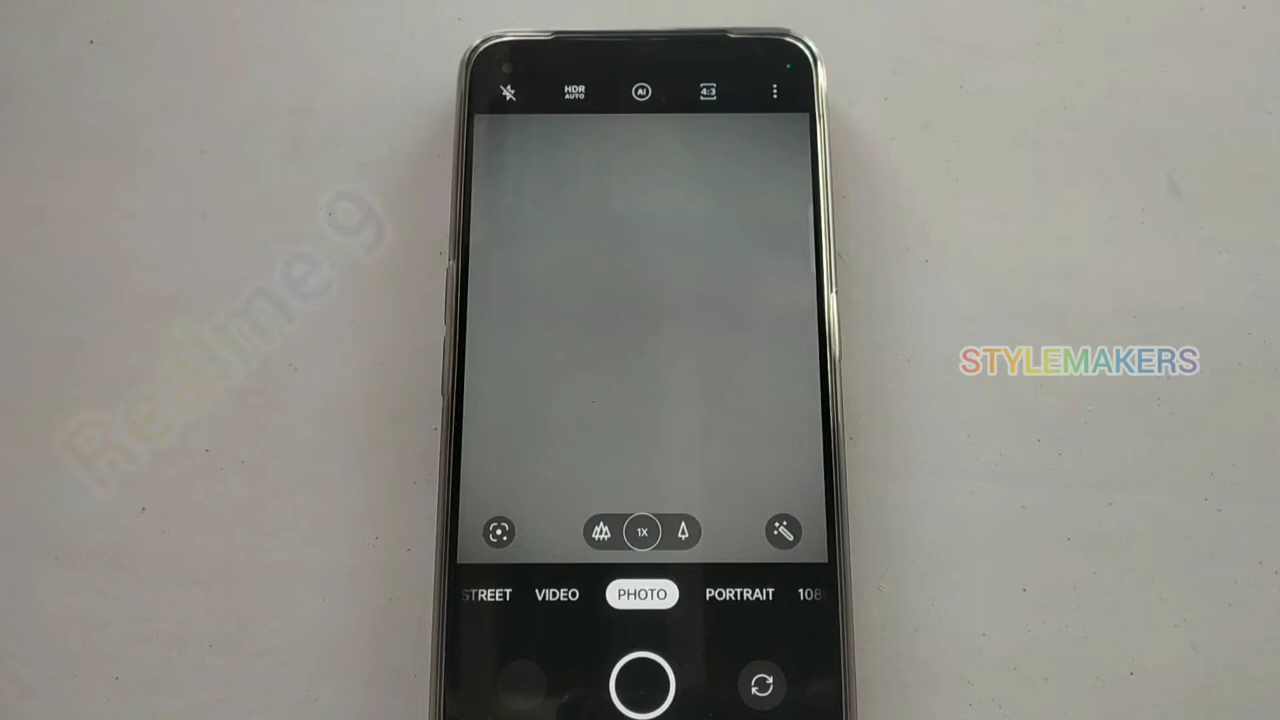 HDR AUTO
AI
4:3
Realme 9
STYLEMAKERS
1X
STREET VIDEO PHOTO PORTRAIT 108